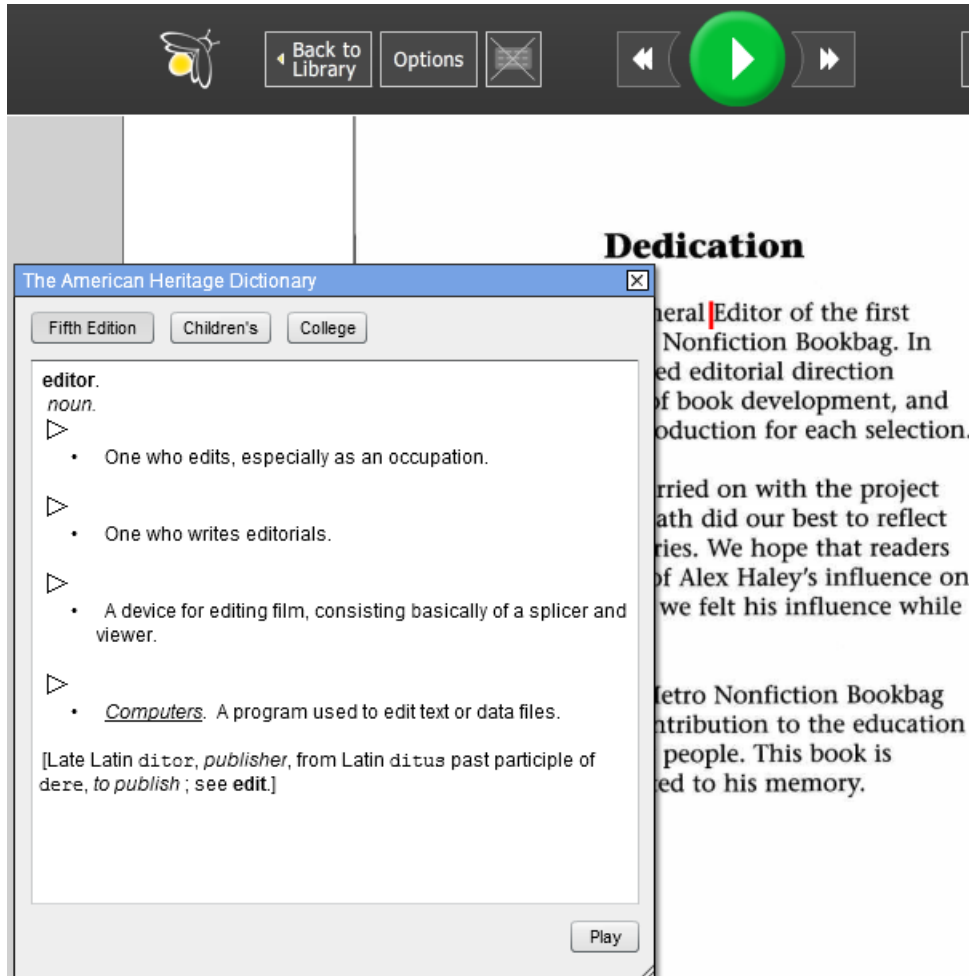 Back to
Library
Options
Dedication
The American Heritage Dictionary
Fifth Edition
Children's
College
editor.
noun.
• One who edits, especially as an occupation.
• One who writes editorials.
• A device for editing film, consisting basically of a splicer and
viewer.
• Computers. A program used to edit text or data files.
[Late Latin ditor, publisher, from Latin ditus past participle of
dere, to publish ; see edit.]
Play
neral Editor of the first
Nonfiction Bookbag. In
ed editorial direction
of book development, and
oduction for each selection.
rried on with the project
ath did our best to reflect
ries. We hope that readers
of Alex Haley's influence on
we felt his influence while
Metro Nonfiction Bookbag
ntribution to the education
people. This book is
ed to his memory.